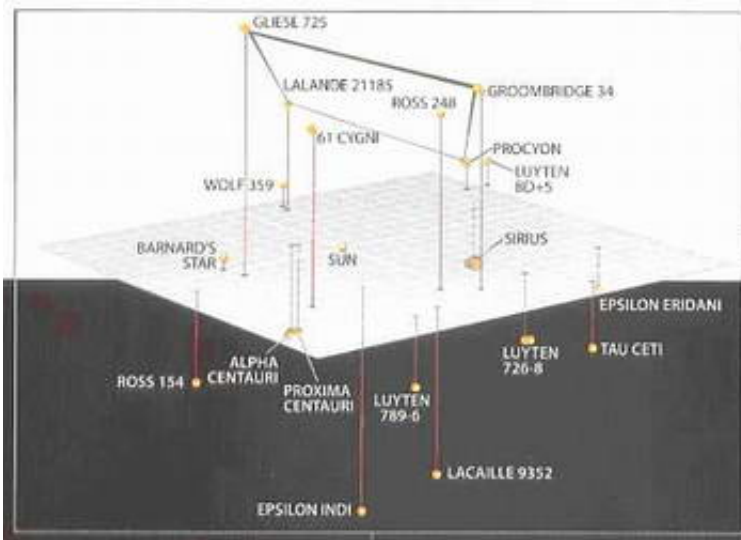 GLIESE 725
LALANDE 21185
ROSS 248
GROOMBRIDGE 34
61 CYGNI
PROCYON
LUYTEN
BD+5
WOLF 359
BARNARD'S
STAR
SUN
SIRIUS
EPSILON ERIDANI
ALPHA
CENTAURI
PROXIMA
CENTAURI
LUYTEN
726-8
TAU CETI
ROSS 154
LUYTEN
789-6
LACAILLE 9352
EPSILON INDI